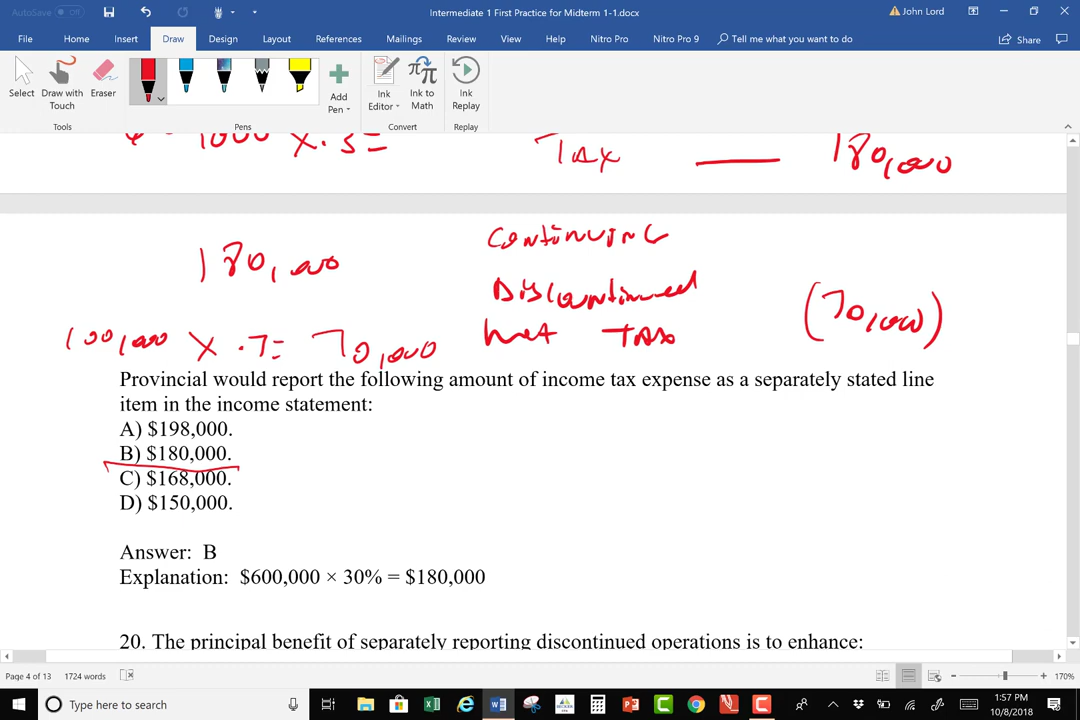 AutoSave Off
Intermediate 1 First Practice for Midterm 1-1.docx
John Lord
File Home Insert Draw Design Layout References Mailings Review View Help Nitro Pro Nitro Pro 9 Tell me what you want to do Share
Select
Draw with Touch
Eraser
Add Pen
Ink Editor
Ink to Math
Ink Replay
Tools Pens Convert Replay
1000 x .3 = Tax 180,000
180,000
Continuing
Discontinued
100,000 x .7 = 70,000
Net Tax
(70,000)
Provincial would report the following amount of income tax expense as a separately stated line
item in the income statement:
A) $198,000.
B) $180,000.
C) $168,000.
D) $150,000.
Answer: B
Explanation: $600,000 × 30% = $180,000
20. The principal benefit of separately reporting discontinued operations is to enhance:
Page 4 of 13 1724 words 170%
Type here to search
1:57 PM
10/8/2018